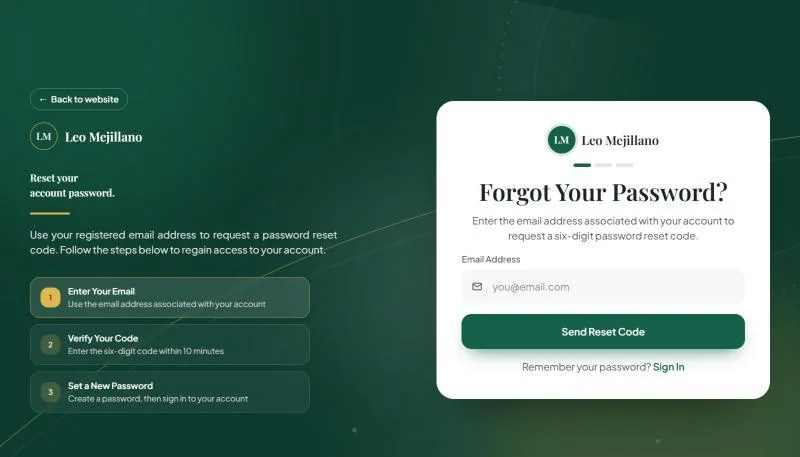 ← Back to website
LM Leo Mejillano
Reset your
account password.
Use your registered email address to request a password reset
code. Follow the steps below to regain access to your account.
1 Enter Your Email
Use the email address associated with your account
2 Verify Your Code
Enter the six-digit code within 10 minutes
3 Set a New Password
Create a password, then sign in to your account
LM Leo Mejillano
Forgot Your Password?
Enter the email address associated with your account to
request a six-digit password reset code.
Email Address
you@email.com
Send Reset Code
Remember your password? Sign In